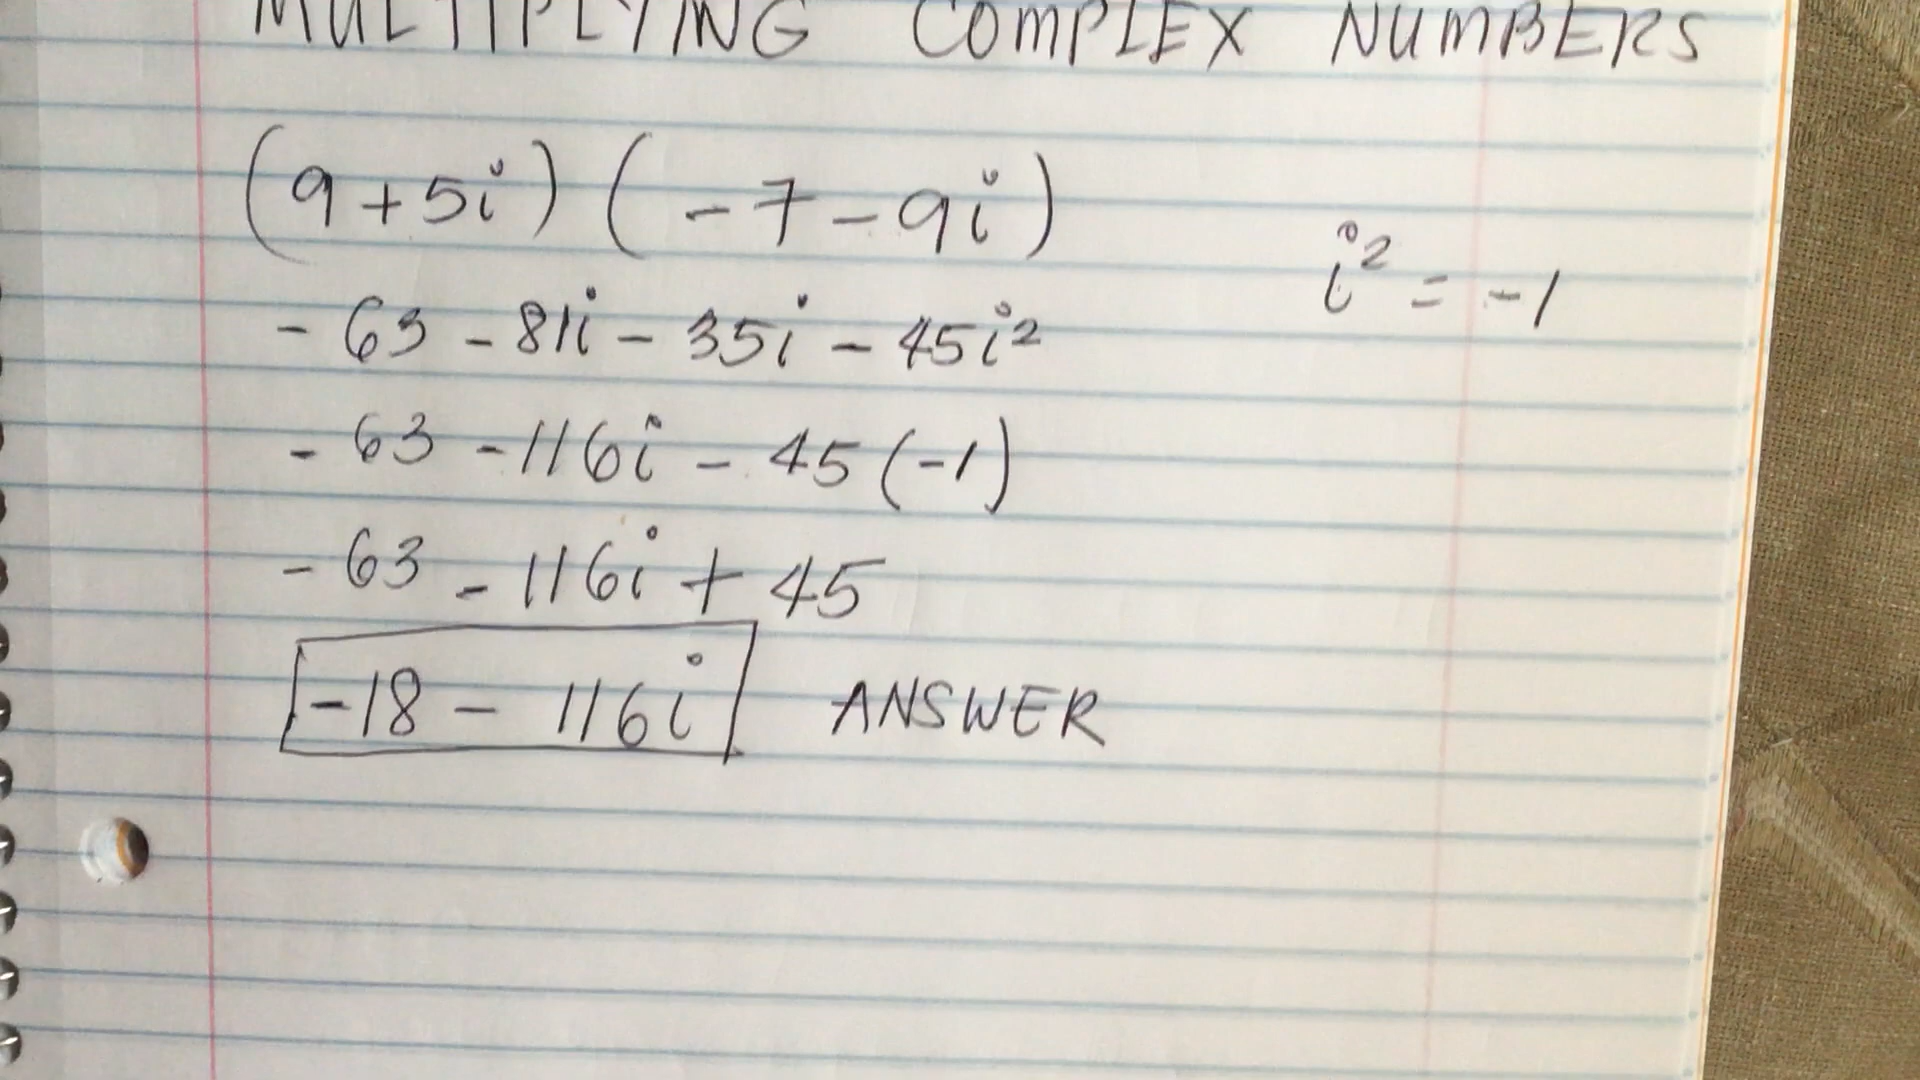 MULTIPLYING COMPLEX NUMBERS
(9+5i) (-7-9i)
i² = -1
- 63 - 81i - 35i - 45i²
- 63 - 116i - 45(-1)
- 63 - 116i + 45
-18 - 116i ANSWER